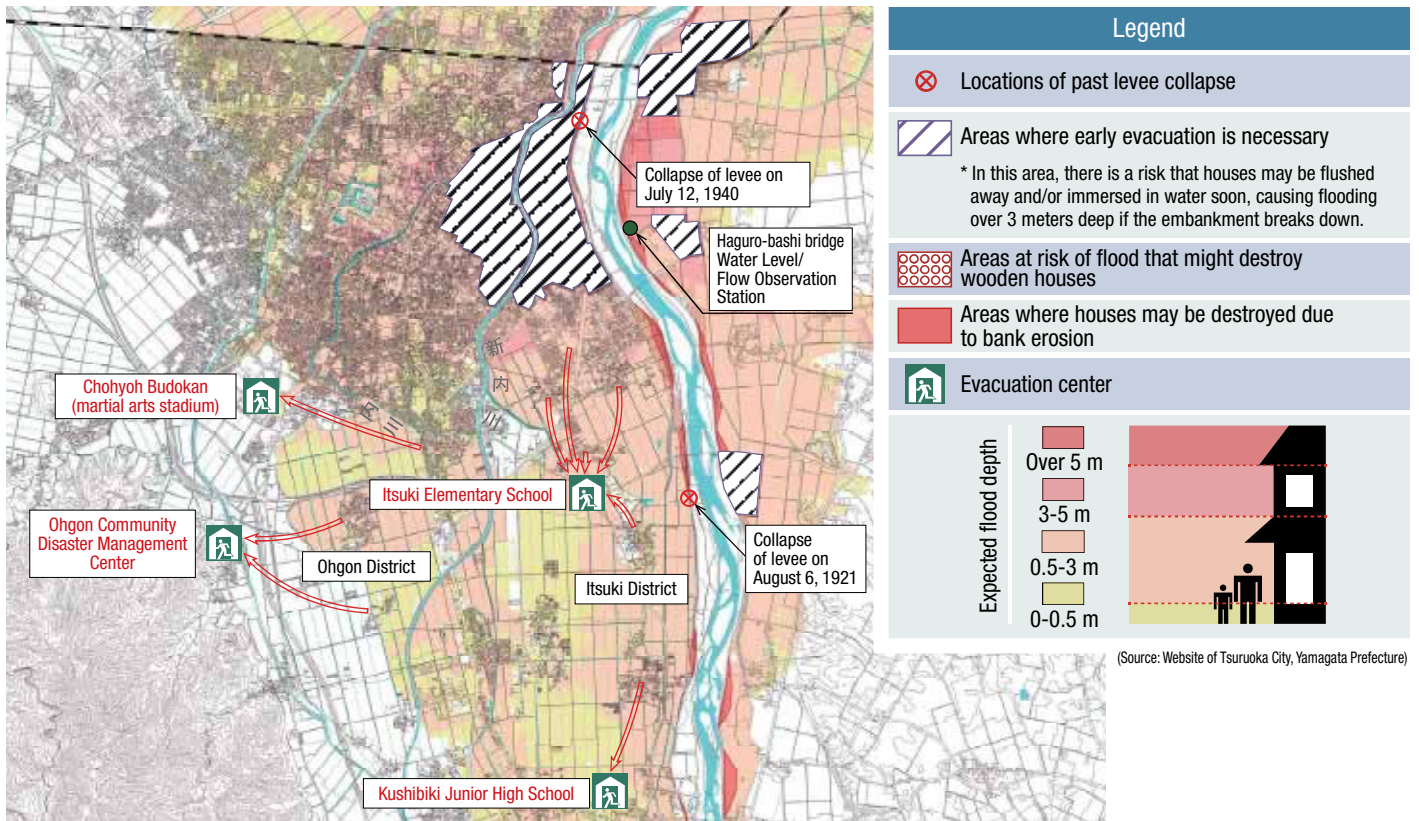 Collapse of levee on
July 12, 1940
Haguro-bashi bridge
Water Level/
Flow Observation
Station
新
内
川
Chohyoh Budokan
(martial arts stadium)
Itsuki Elementary School
Ohgon Community
Disaster Management
Center
Ohgon District
Itsuki District
Collapse
of levee on
August 6, 1921
Kushibiki Junior High School
Legend
Locations of past levee collapse
Areas where early evacuation is necessary
* In this area, there is a risk that houses may be flushed
away and/or immersed in water soon, causing flooding
over 3 meters deep if the embankment breaks down.
Areas at risk of flood that might destroy
wooden houses
Areas where houses may be destroyed due
to bank erosion
Evacuation center
Expected flood depth
Over 5 m
3-5 m
0.5-3 m
0-0.5 m
(Source: Website of Tsuruoka City, Yamagata Prefecture)